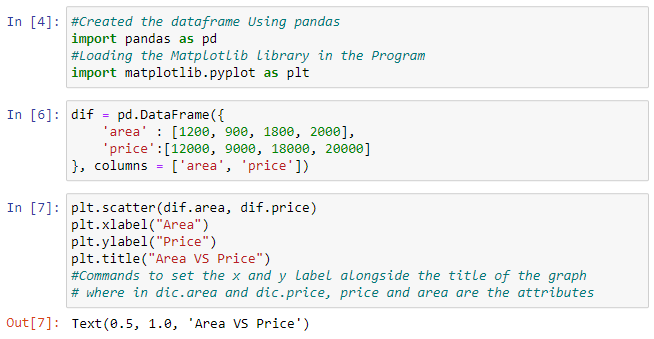 In [4]: #Created the dataframe Using pandas
import pandas as pd
#Loading the Matplotlib library in the Program
import matplotlib.pyplot as plt
In [6]: dif = pd.DataFrame({
    'area' : [1200, 900, 1800, 2000],
    'price':[12000, 9000, 18000, 20000]
}, columns = ['area', 'price'])
In [7]: plt.scatter(dif.area, dif.price)
plt.xlabel("Area")
plt.ylabel("Price")
plt.title("Area VS Price")
#Commands to set the x and y label alongside the title of the graph
# where in dic.area and dic.price, price and area are the attributes
Out[7]: Text(0.5, 1.0, 'Area VS Price')